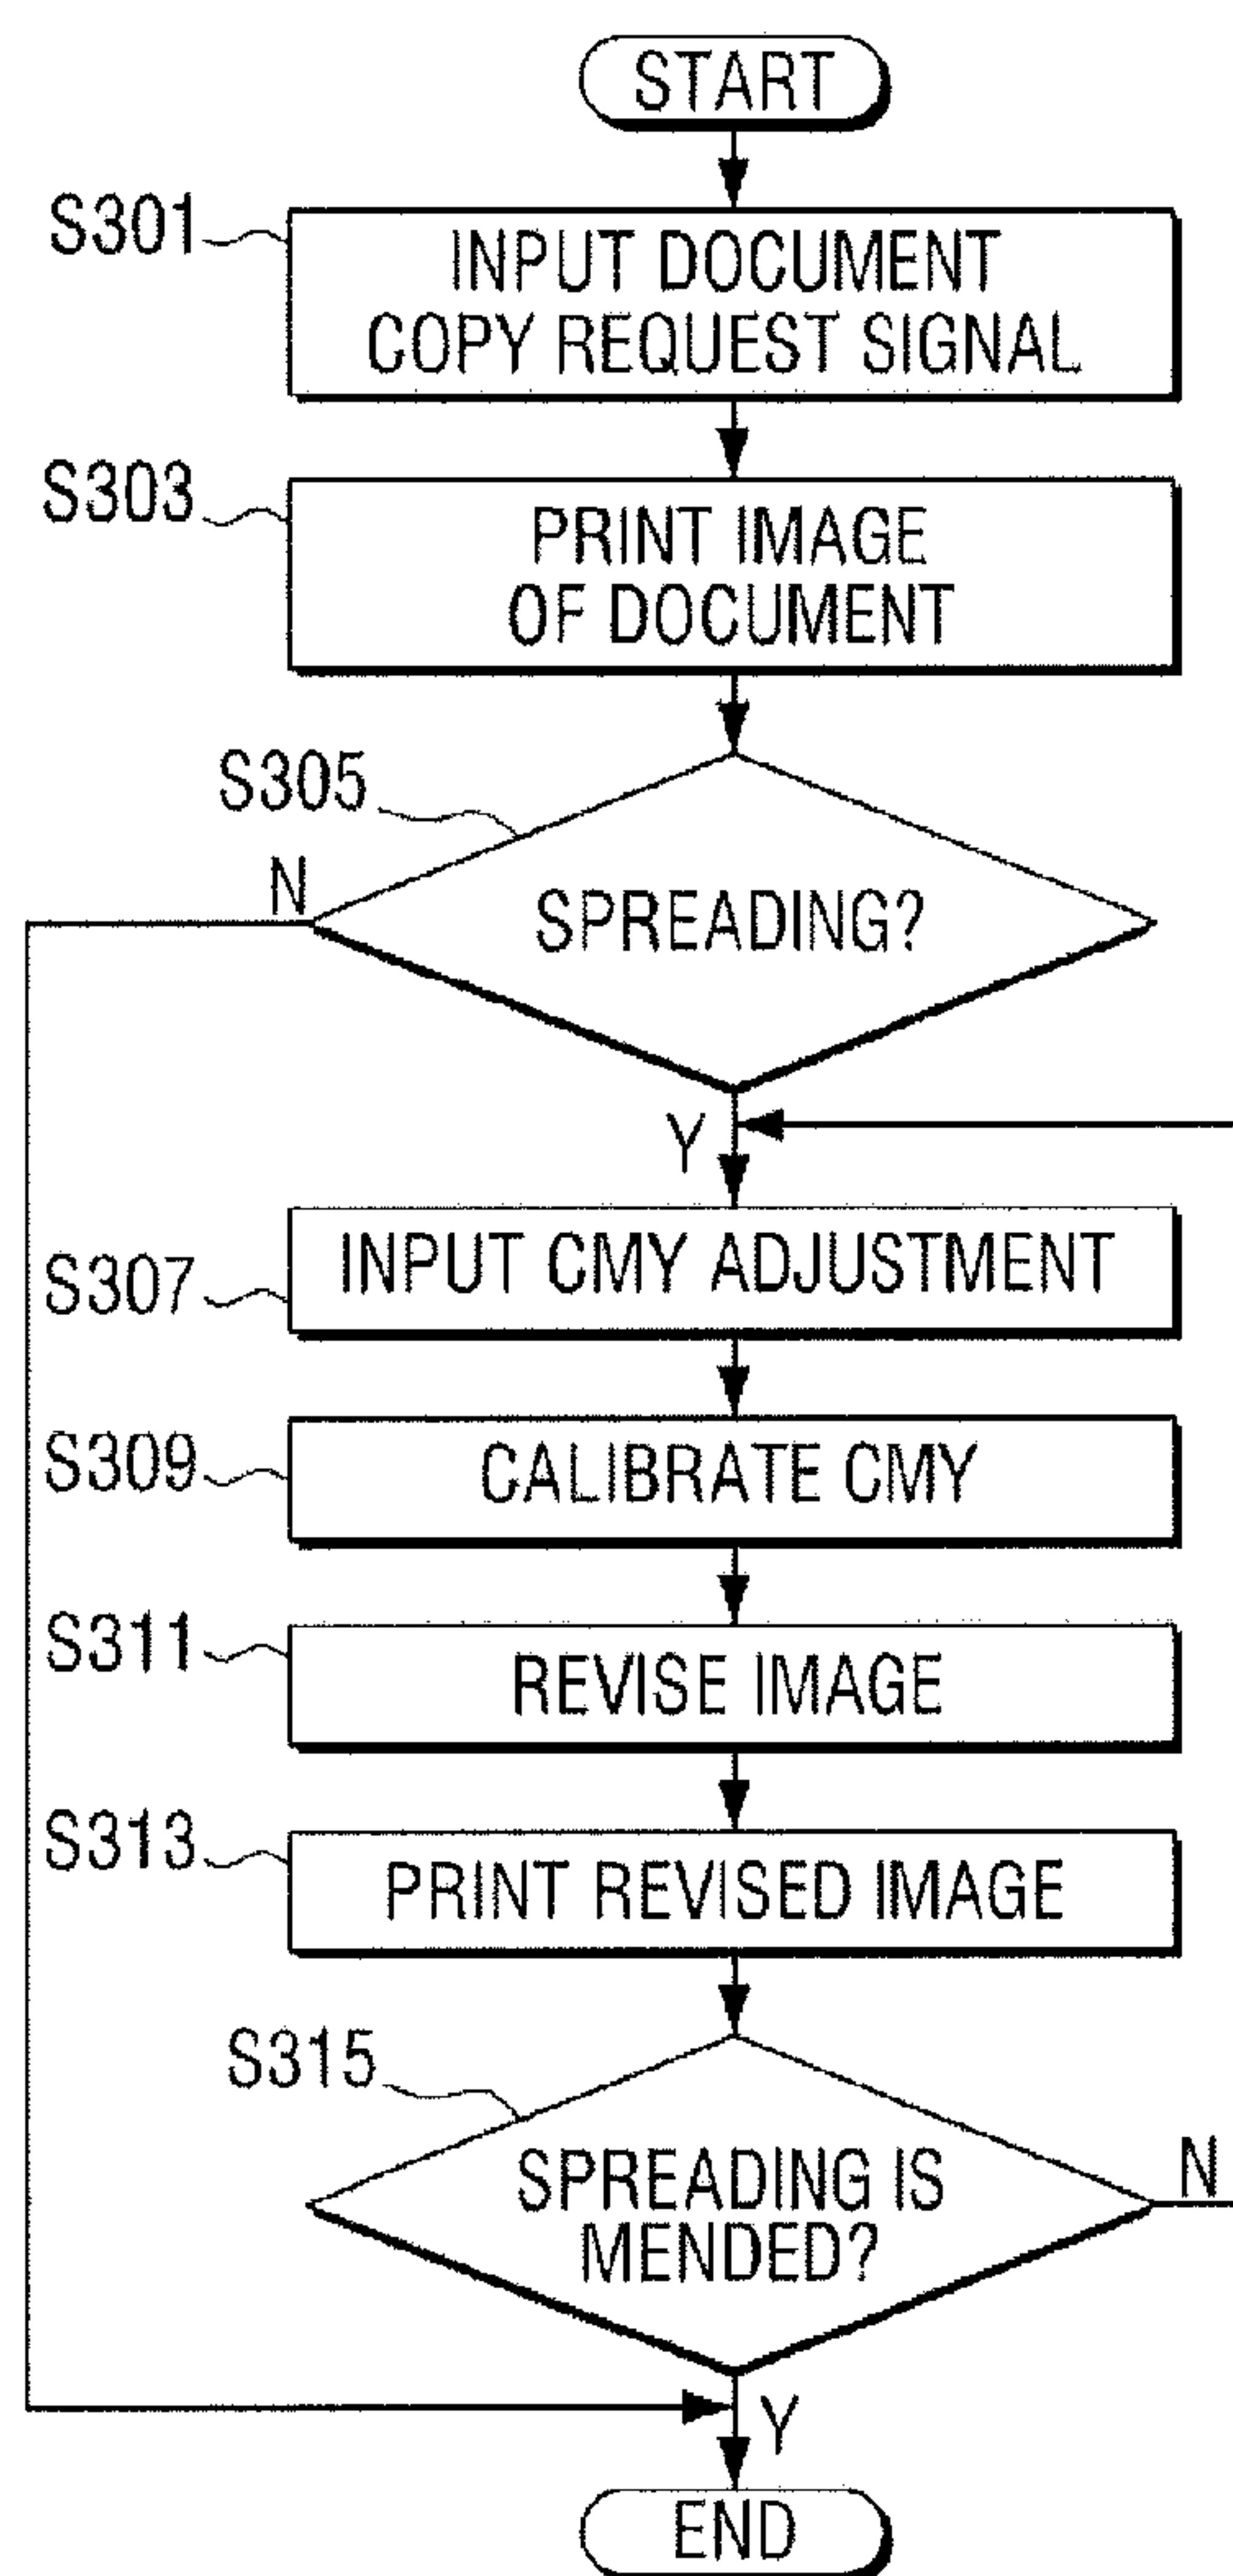 START
S301
INPUT DOCUMENT
COPY REQUEST SIGNAL
S303
PRINT IMAGE
OF DOCUMENT
S305
N
SPREADING?
Y
S307
INPUT CMY ADJUSTMENT
S309
CALIBRATE CMY
S311
REVISE IMAGE
S313
PRINT REVISED IMAGE
S315
SPREADING IS
MENDED?
N
Y
END